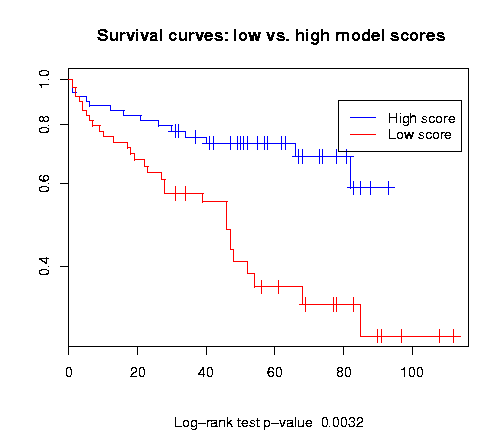 Survival curves: low vs. high model scores
1.0
0.8
0.6
0.4
High score
Low score
0 20 40 60 80 100
Log−rank test p−value 0.0032